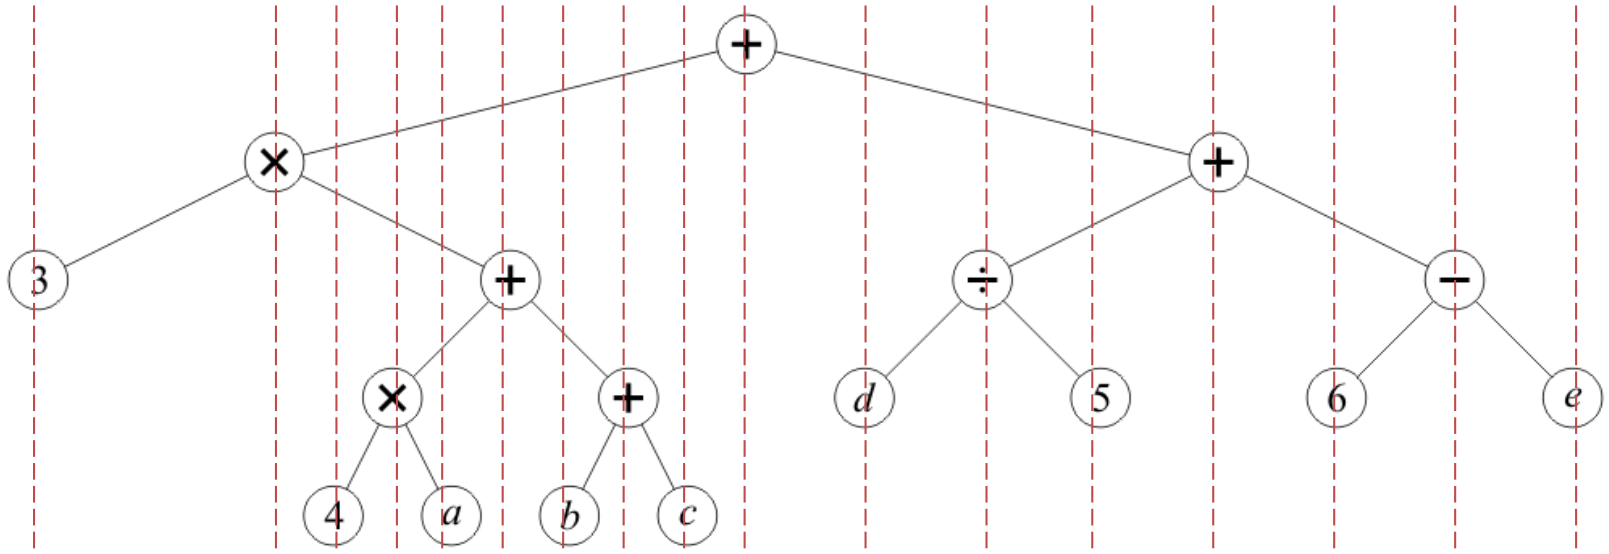 +
× +
3 + ÷ −
× + d 5 6 e
4 a b c